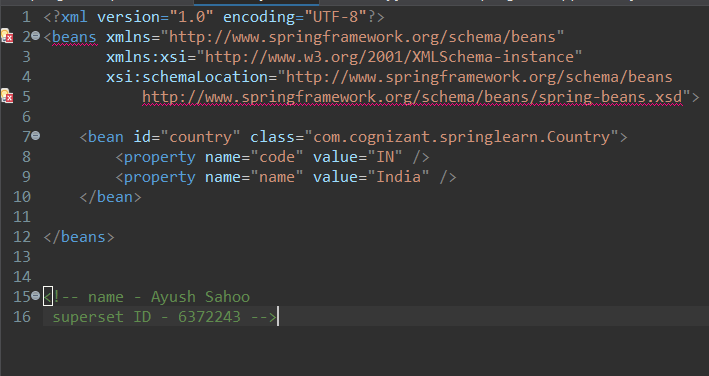 1 <?xml version="1.0" encoding="UTF-8"?>
2 <beans xmlns="http://www.springframework.org/schema/beans"
3 xmlns:xsi="http://www.w3.org/2001/XMLSchema-instance"
4 xsi:schemaLocation="http://www.springframework.org/schema/beans
5 http://www.springframework.org/schema/beans/spring-beans.xsd">
6
7 <bean id="country" class="com.cognizant.springlearn.Country">
8 <property name="code" value="IN" />
9 <property name="name" value="India" />
10 </bean>
11
12 </beans>
13
14
15 <!-- name - Ayush Sahoo
16 superset ID - 6372243 -->